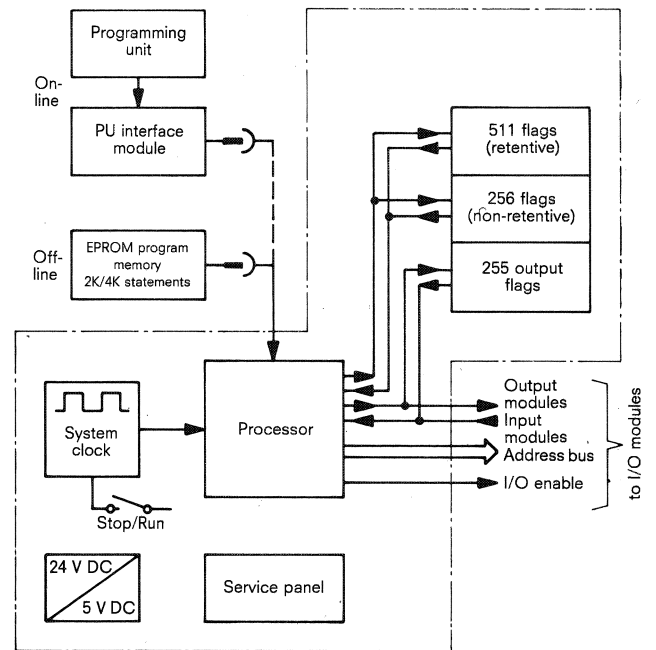 Programming
unit
On-
line
PU interface
module
511 flags
(retentive)
256 flags
(non-retentive)
Off-
line
EPROM program
memory
2K/4K statements
255 output
flags
System
clock
Processor
Output
modules
Input
modules
Address bus
I/O enable
to I/O modules
Stop/Run
24 V DC
5 V DC
Service panel